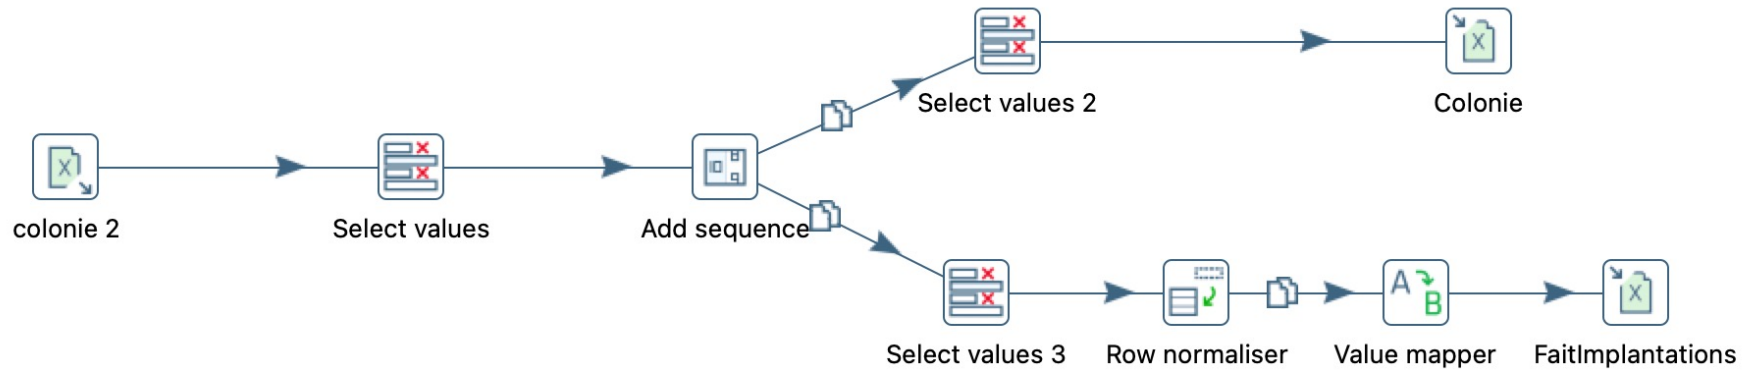 Select values 2
Colonie
colonie 2
Select values
Add sequence
Select values 3
Row normaliser
Value mapper
FaitImplantations